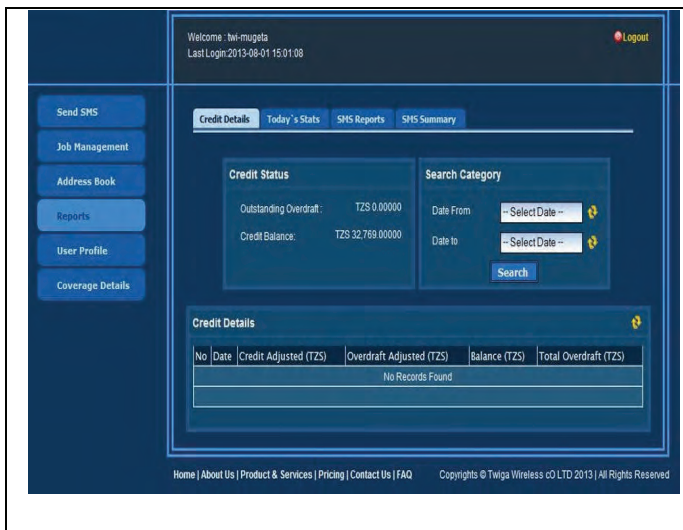 Welcome : twi-mugeta
Logout
Last Login:2013-08-01 15:01:08
Send SMS
Job Management
Address Book
Reports
User Profile
Coverage Details
Credit Details Today`s Stats SMS Reports SMS Summary
Credit Status
Outstanding Overdraft : TZS 0.00000
Credit Balance: TZS 32,769.00000
Search Category
Date From -- Select Date --
Date to -- Select Date --
Search
Credit Details
No Date Credit Adjusted (TZS) Overdraft Adjusted (TZS) Balance (TZS) Total Overdraft (TZS)
No Records Found
Home | About Us | Product & Services | Pricing | Contact Us | FAQ Copyrights © Twiga Wireless cO LTD 2013 | All Rights Reserved